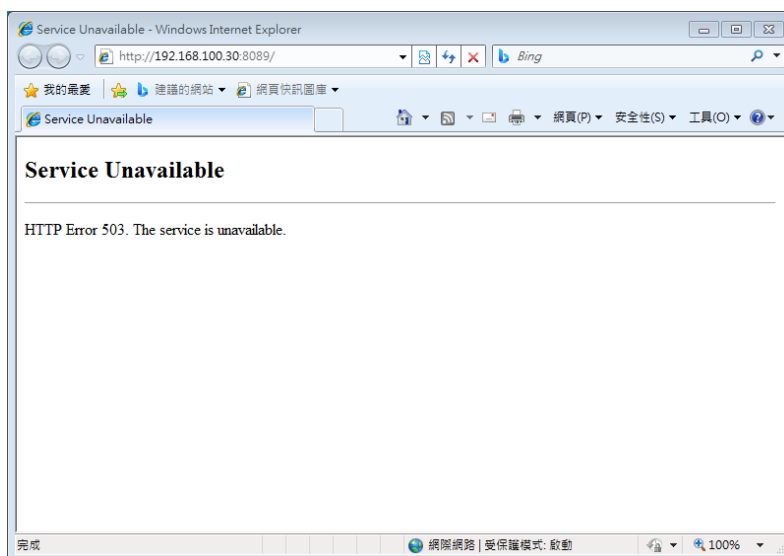 Service Unavailable - Windows Internet Explorer
http://192.168.100.30:8089/ Bing
我的最愛 建議的網站 網頁快訊圖庫
Service Unavailable 網頁(P) 安全性(S) 工具(O)
Service Unavailable
HTTP Error 503. The service is unavailable.
完成 網際網路 | 受保護模式: 啟動 100%